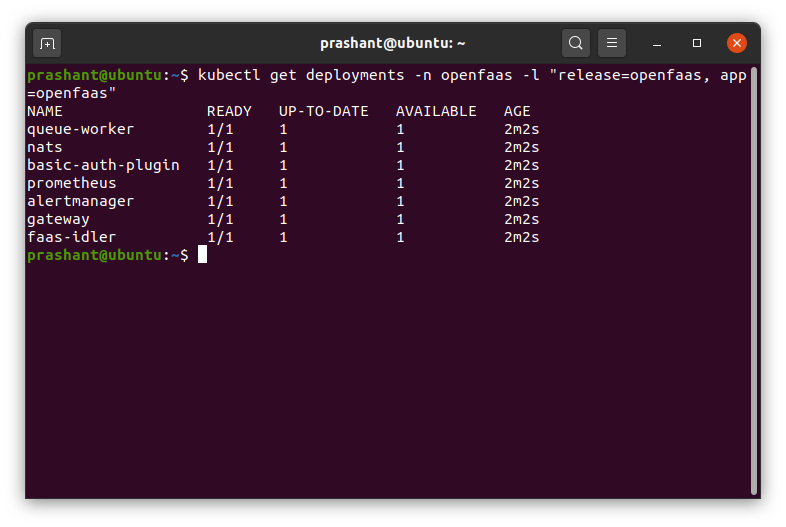 prashant@ubuntu: ~
prashant@ubuntu:~$ kubectl get deployments -n openfaas -l "release=openfaas, app
=openfaas"
NAME                READY   UP-TO-DATE   AVAILABLE   AGE
queue-worker        1/1     1            1           2m2s
nats                1/1     1            1           2m2s
basic-auth-plugin   1/1     1            1           2m2s
prometheus          1/1     1            1           2m2s
alertmanager        1/1     1            1           2m2s
gateway             1/1     1            1           2m2s
faas-idler          1/1     1            1           2m2s
prashant@ubuntu:~$